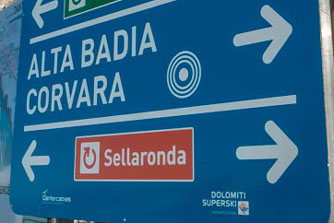 ALTA BADIA
CORVARA
Sellaronda
DOLOMITI
SUPERSKI